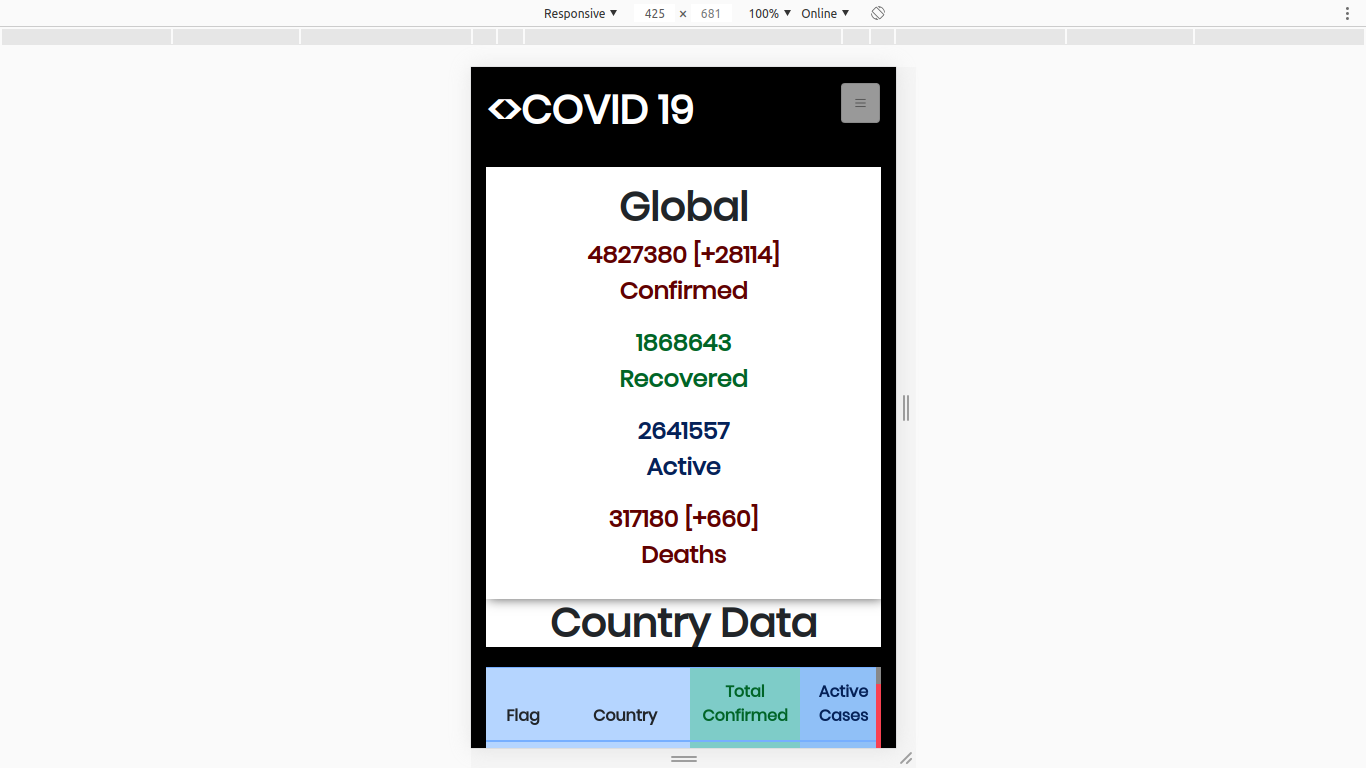 Responsive ▼ 425 × 681 100% ▼ Online ▼
<>COVID 19
Global
4827380 [+28114]
Confirmed
1868643
Recovered
2641557
Active
317180 [+660]
Deaths
Country Data
Flag Country Total Confirmed Active Cases